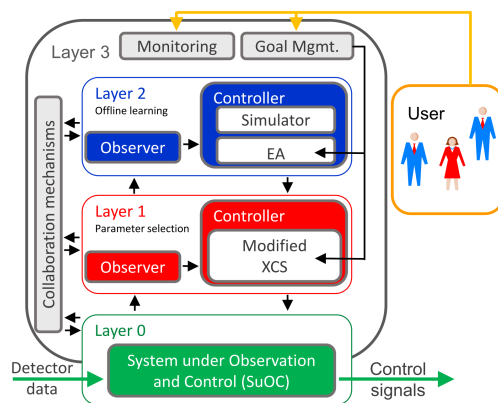 Layer 3
Monitoring
Goal Mgmt.
User
Layer 2
Offline learning
Controller
Simulator
EA
Observer
Collaboration mechanisms
Layer 1
Parameter selection
Controller
Modified
XCS
Observer
Layer 0
System under Observation
and Control (SuOC)
Detector
data
Control
signals